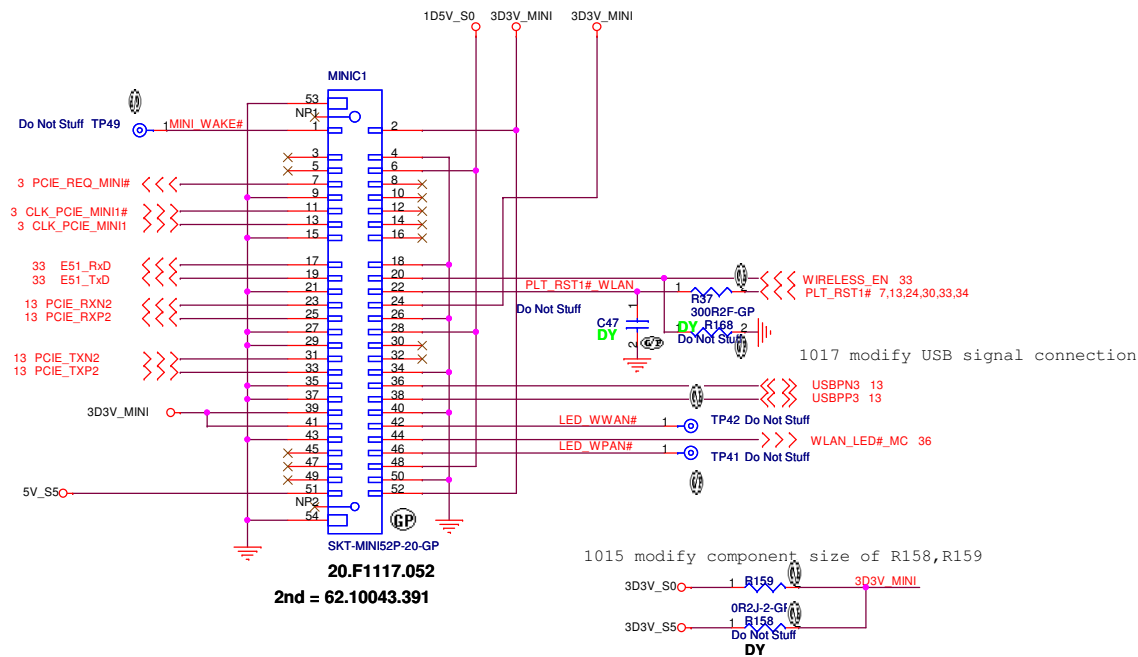 1D5V_S0 3D3V_MINI 3D3V_MINI
MINIC1
53
NP1
Do Not Stuff TP49 1 MINI_WAKE# 1 2
3 4
5 6
3 PCIE_REQ_MINI# 7 8
9 10
3 CLK_PCIE_MINI1# 11 12
3 CLK_PCIE_MINI1 13 14
15 16
33 E51_RxD 17 18
33 E51_TxD 19 20 WIRELESS_EN 33
21 22 PLT_RST1#_WLAN 1 PLT_RST1# 7,13,24,30,33,34
R37
300R2F-GP
13 PCIE_RXN2 23 24
Do Not Stuff 1
13 PCIE_RXP2 25 26
C47 DY 2
1 DY R168 2
Do Not Stuff
27 28
29 30
1017 modify USB signal connection
13 PCIE_TXN2 31 32
13 PCIE_TXP2 33 34
35 36 USBPN3 13
37 38 USBPP3 13
3D3V_MINI 39 40
41 42 LED_WWAN# 1 TP42 Do Not Stuff
43 44 WLAN_LED#_MC 36
45 46 LED_WPAN# 1 TP41 Do Not Stuff
47 48
49 50
5V_S5 51 52
NP2
54
GP
SKT-MINI52P-20-GP
20.F1117.052
2nd = 62.10043.391
1015 modify component size of R158,R159
3D3V_S0 1 R159 3D3V_MINI
0R2J-2-GP
3D3V_S5 1 R158
Do Not Stuff
DY